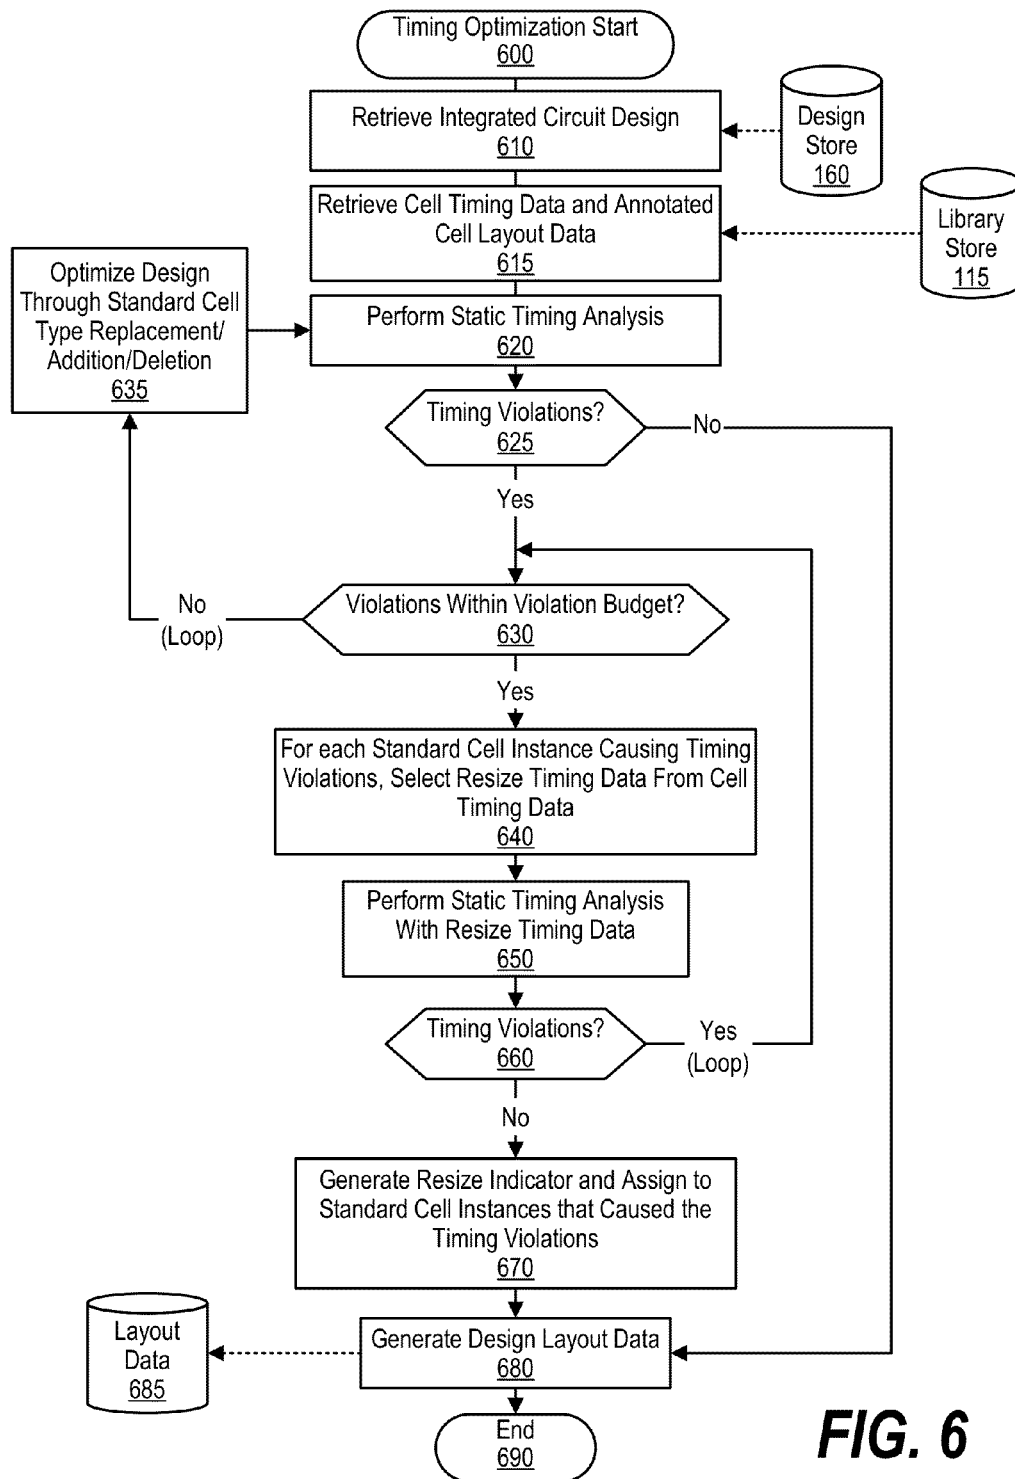 Timing Optimization Start
600
Retrieve Integrated Circuit Design
610
Design
Store
160
Retrieve Cell Timing Data and Annotated
Cell Layout Data
615
Library
Store
115
Optimize Design
Through Standard Cell
Type Replacement/
Addition/Deletion
635
Perform Static Timing Analysis
620
Timing Violations?
625
No
Yes
Violations Within Violation Budget?
630
No
(Loop)
Yes
For each Standard Cell Instance Causing Timing
Violations, Select Resize Timing Data From Cell
Timing Data
640
Perform Static Timing Analysis
With Resize Timing Data
650
Timing Violations?
660
Yes
(Loop)
No
Generate Resize Indicator and Assign to
Standard Cell Instances that Caused the
Timing Violations
670
Layout
Data
685
Generate Design Layout Data
680
End
690
FIG. 6